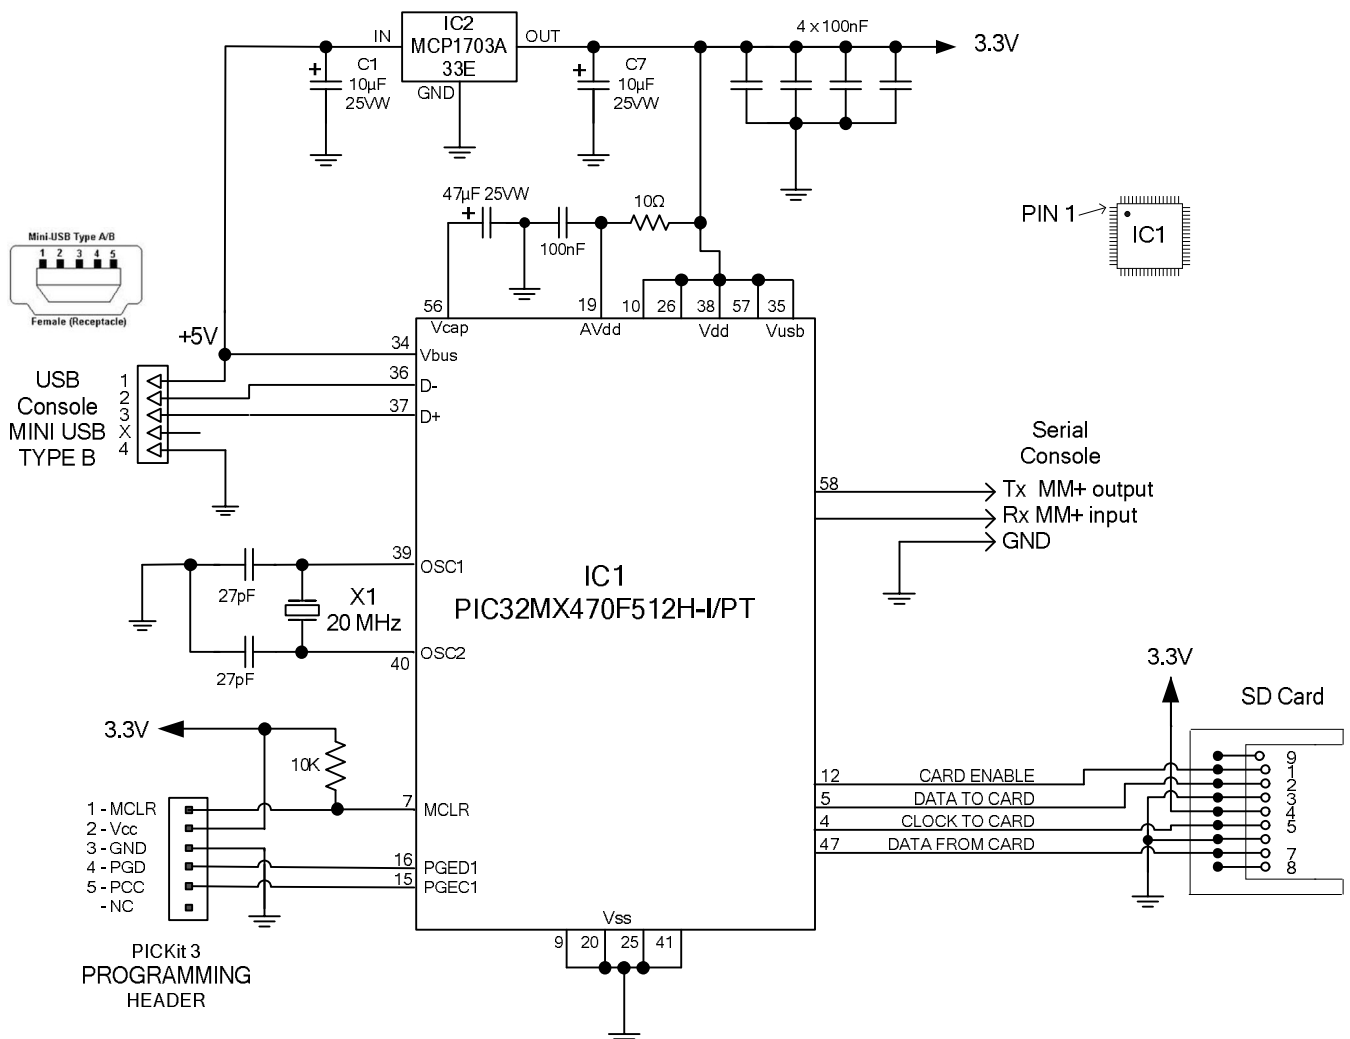 IC2
MCP1703A
33E
IN
OUT
GND
C1
10µF
25VW
+
C7
10µF
25VW
+
4 x 100nF
3.3V
47µF 25VW
+
100nF
10Ω
PIN 1
IC1
Mini-USB Type A/B
1 2 3 4 5
Female (Receptacle)
+5V
USB
Console
MINI USB
TYPE B
1
2
3
X
4
56
Vcap
19
AVdd
10
26
38
57
35
Vdd
Vusb
34
Vbus
36
D-
37
D+
Serial
Console
58
Tx MM+ output
Rx MM+ input
GND
39
OSC1
27pF
X1
20 MHz
40
OSC2
27pF
IC1
PIC32MX470F512H-I/PT
3.3V
10K
7
MCLR
1 - MCLR
2 - Vcc
3 - GND
4 - PGD
5 - PCC
- NC
16
PGED1
15
PGEC1
PICKit 3
PROGRAMMING
HEADER
Vss
9
20
25
41
3.3V
SD Card
12
CARD ENABLE
5
DATA TO CARD
4
CLOCK TO CARD
47
DATA FROM CARD
9
1
2
3
4
5
7
8